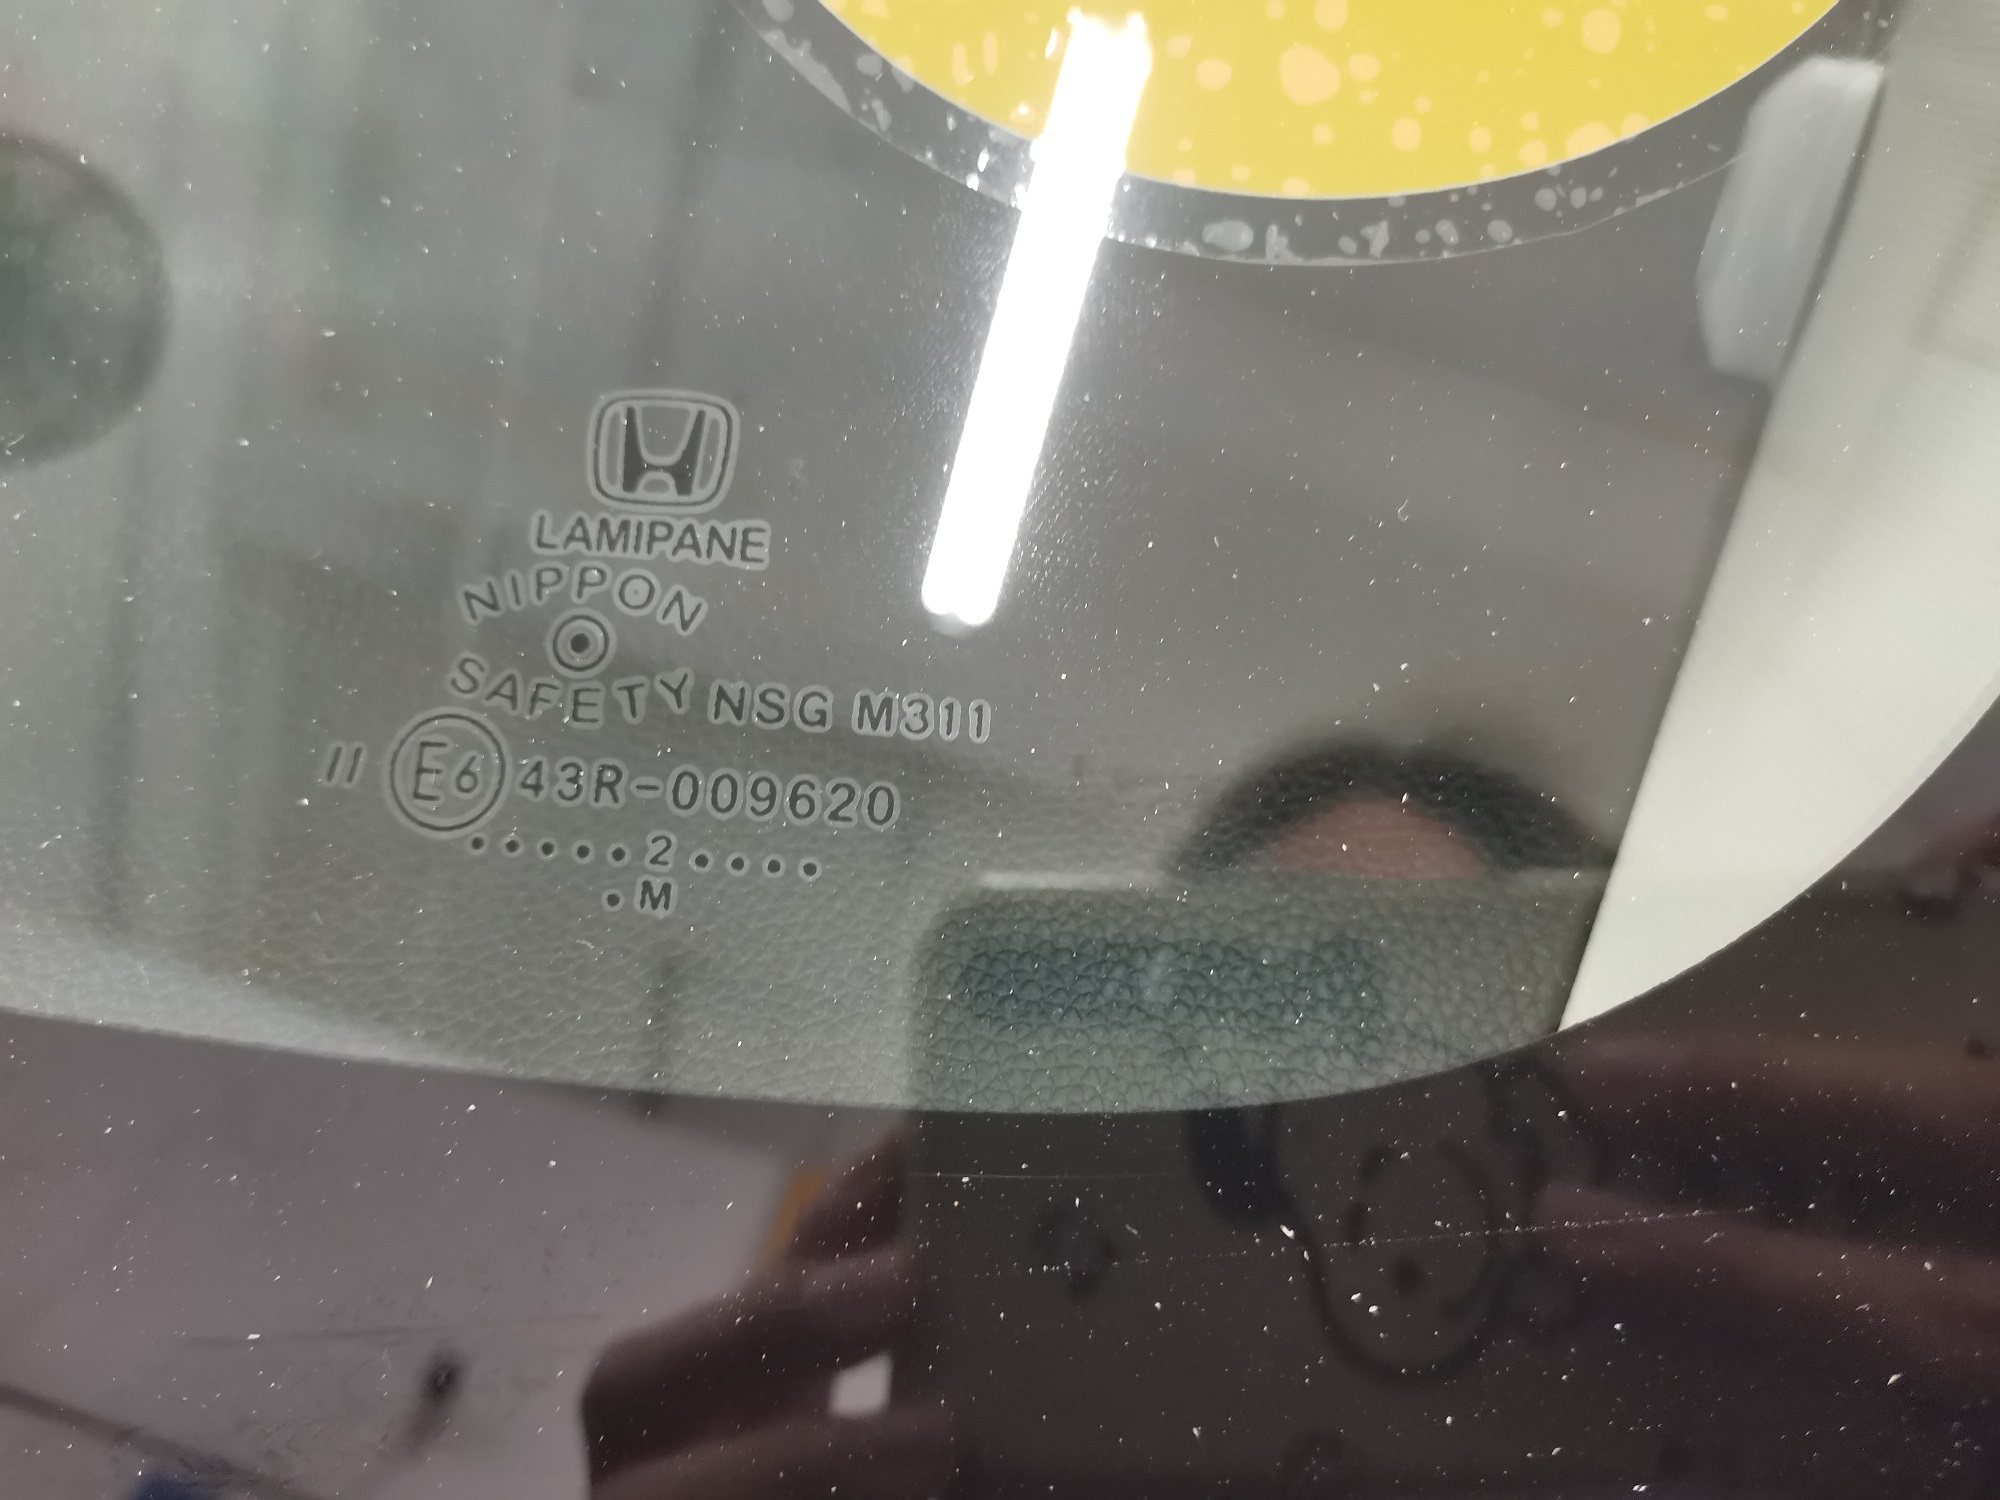 LAMIPANE
NIPPON
SAFETY NSG M311
II E6 43R-009620
.....2....
.M